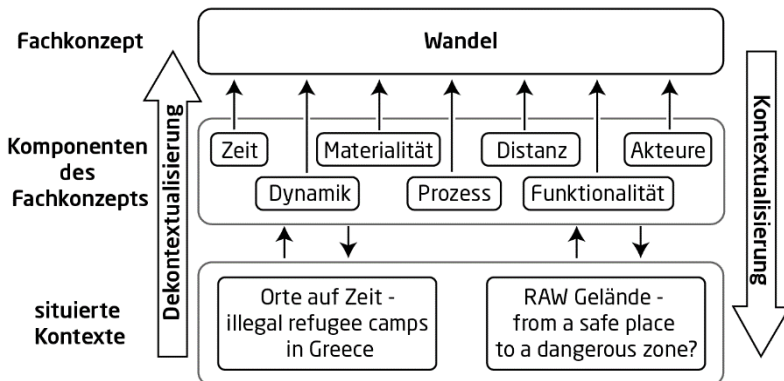 Fachkonzept
Wandel
Dekontextualisierung
Kontextualisierung
Komponenten
des
Fachkonzepts
Zeit
Materialität
Distanz
Akteure
Dynamik
Prozess
Funktionalität
situierte
Kontexte
Orte auf Zeit -
illegal refugee camps
in Greece
RAW Gelände -
from a safe place
to a dangerous zone?